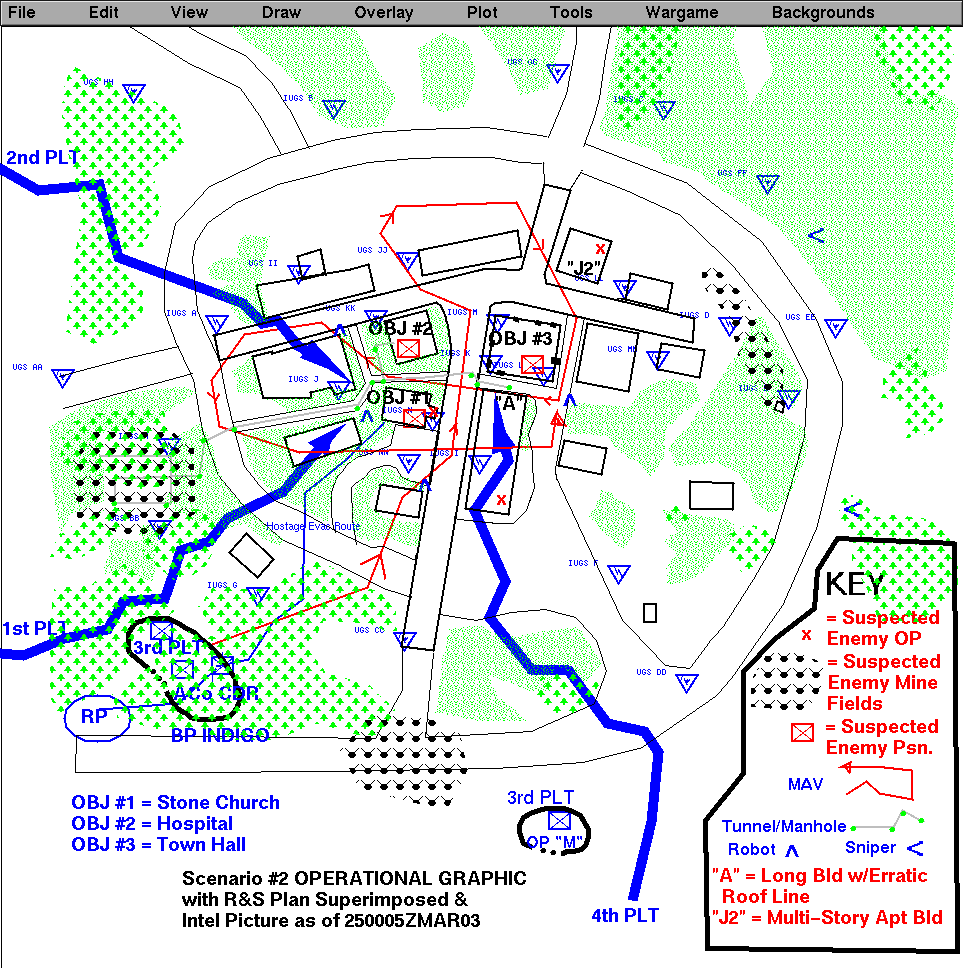 File Edit View Draw Overlay Plot Tools Wargame Backgrounds
UGS GC
UGS HH
IUGS B
IUGS C
2nd PLT
UGS FF
UGS JJ
UGS II
x
"J2"
UGS KK
IUGS A
IUGS M
IUGS D
UGS EE
OBJ #2
OBJ #3
IUGS K
UGS AA
IUGS J
OBJ #1
"A"
IUGS N
IUGS I
x
UGS BB
Hostage Evac Route
IUGS F
IUGS G
KEY
1st PLT
UGS CC
3rd PLT
UGS DD
ACo CDR
RP
BP INDIGO
x = Suspected
Enemy OP
= Suspected
Enemy Mine
Fields
= Suspected
Enemy Psn.
MAV
Tunnel/Manhole
Robot Sniper
"A" = Long Bld w/Erratic
Roof Line
"J2" = Multi-Story Apt Bld
OBJ #1 = Stone Church
OBJ #2 = Hospital
OBJ #3 = Town Hall
3rd PLT
OP "M"
Scenario #2 OPERATIONAL GRAPHIC
with R&S Plan Superimposed &
Intel Picture as of 250005ZMAR03
4th PLT